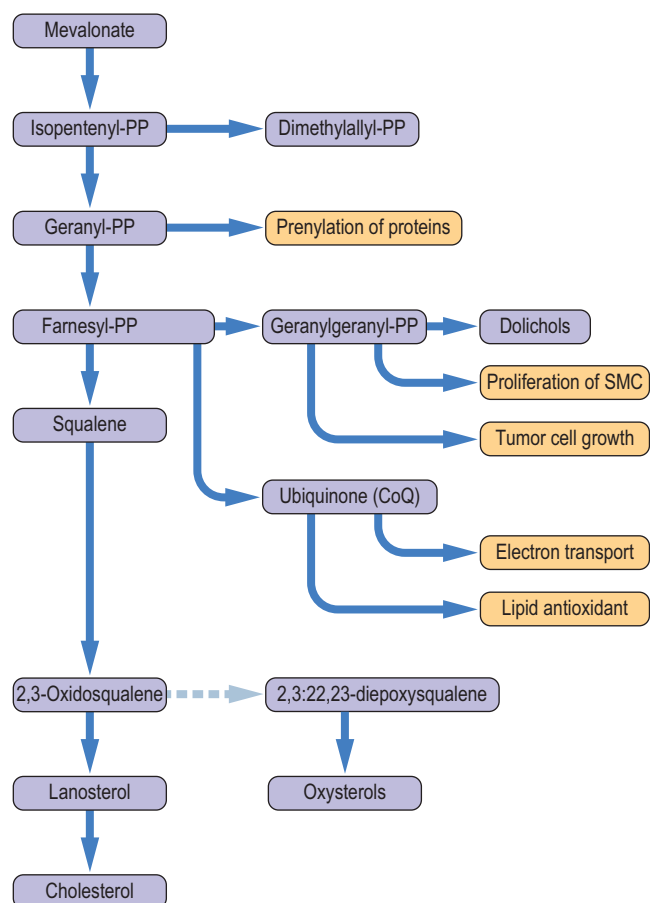 Mevalonate
Isopentenyl-PP
Dimethylallyl-PP
Geranyl-PP
Prenylation of proteins
Farnesyl-PP
Geranylgeranyl-PP
Dolichols
Proliferation of SMC
Squalene
Tumor cell growth
Ubiquinone (CoQ)
Electron transport
Lipid antioxidant
2,3-Oxidosqualene
2,3:22,23-diepoxysqualene
Lanosterol
Oxysterols
Cholesterol